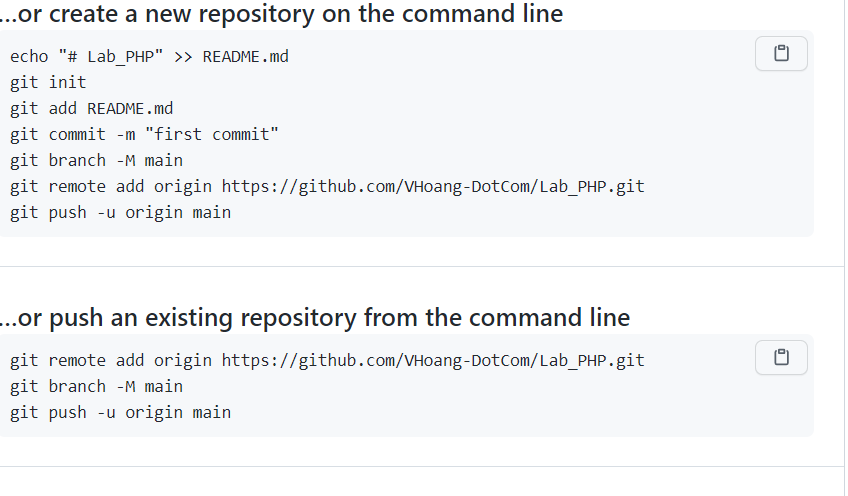 ...or create a new repository on the command line
echo "# Lab_PHP" >> README.md
git init
git add README.md
git commit -m "first commit"
git branch -M main
git remote add origin https://github.com/VHoang-DotCom/Lab_PHP.git
git push -u origin main
...or push an existing repository from the command line
git remote add origin https://github.com/VHoang-DotCom/Lab_PHP.git
git branch -M main
git push -u origin main